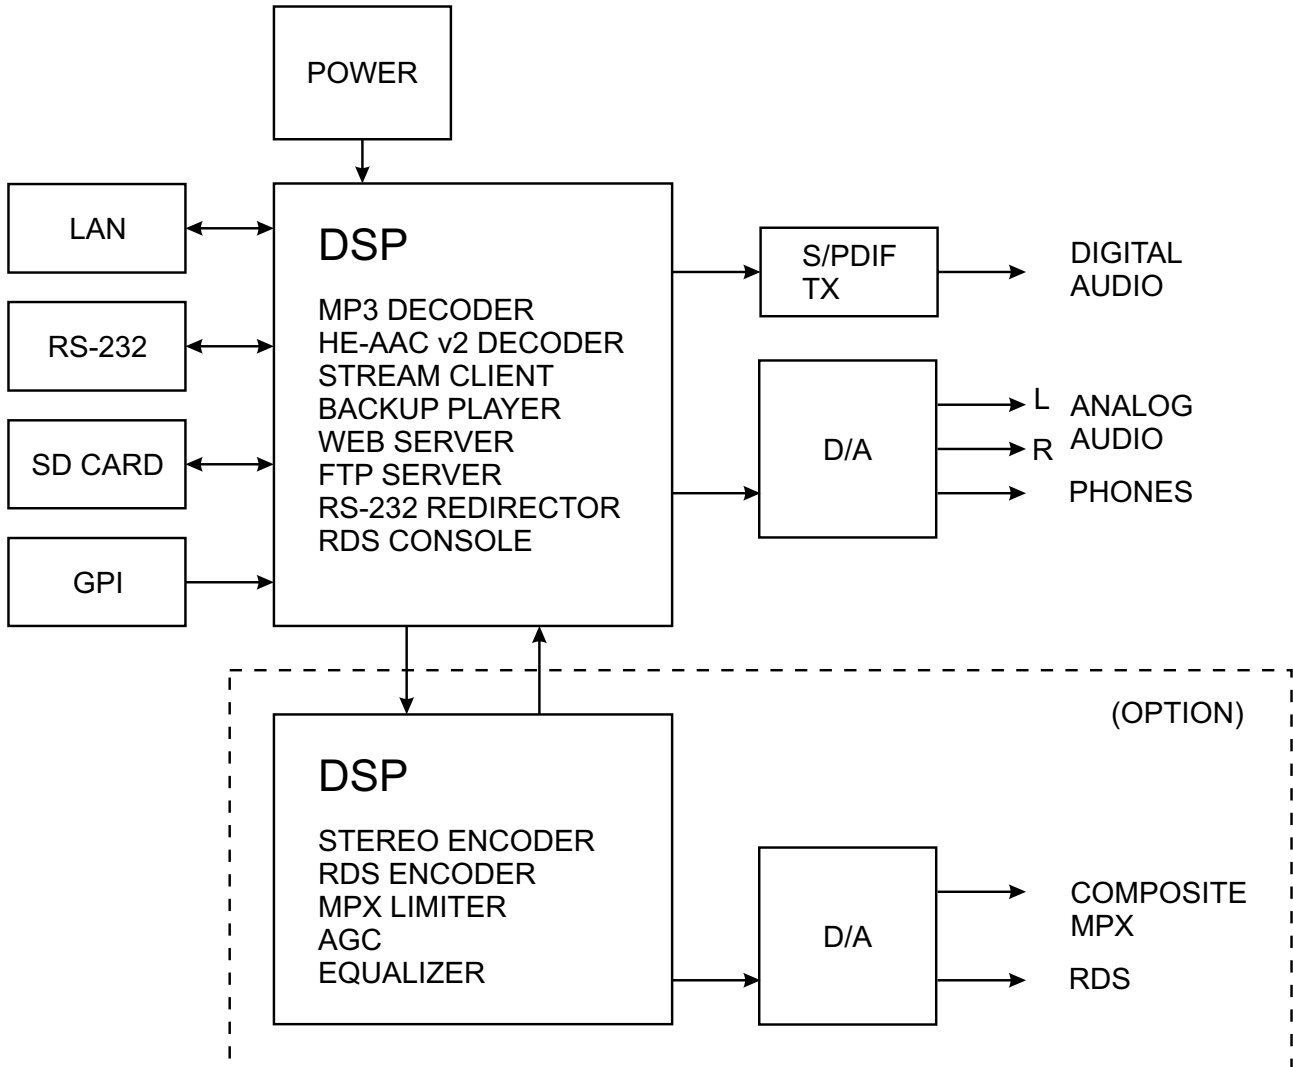 POWER
LAN
RS-232
SD CARD
GPI
DSP
MP3 DECODER
HE-AAC v2 DECODER
STREAM CLIENT
BACKUP PLAYER
WEB SERVER
FTP SERVER
RS-232 REDIRECTOR
RDS CONSOLE
S/PDIF
TX
DIGITAL
AUDIO
D/A
L
R
ANALOG
AUDIO
PHONES
(OPTION)
DSP
STEREO ENCODER
RDS ENCODER
MPX LIMITER
AGC
EQUALIZER
D/A
COMPOSITE
MPX
RDS